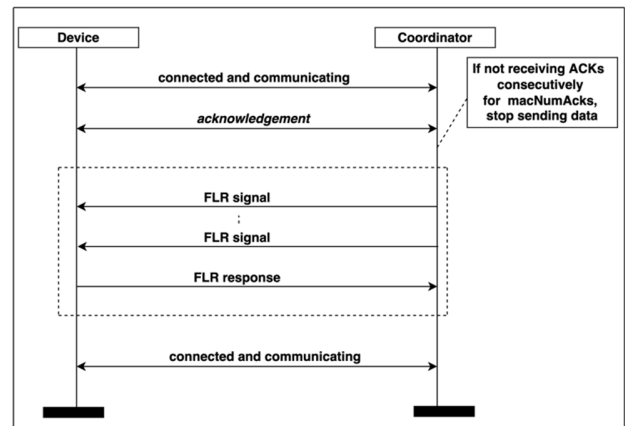 Device
Coordinator
If not receiving ACKs
consecutively
for macNumAcks,
stop sending data
connected and communicating
acknowledgement
FLR signal
FLR signal
FLR response
connected and communicating